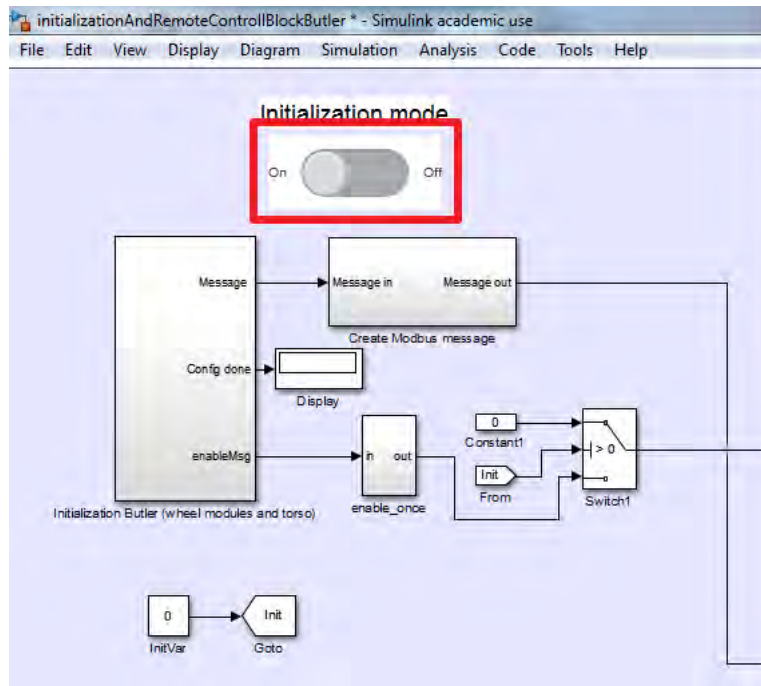 initializationAndRemoteControllBlockButler * - Simulink academic use
File Edit View Display Diagram Simulation Analysis Code Tools Help
Initialization mode
On Off
Message
Message in Message out
Create Modbus message
Config done
Display
0
Constant1
enableMsg
in out
> 0
Init
From
Switch1
Initialization Butler (wheel modules and torso)
enable_once
0
Init
InitVar
Goto